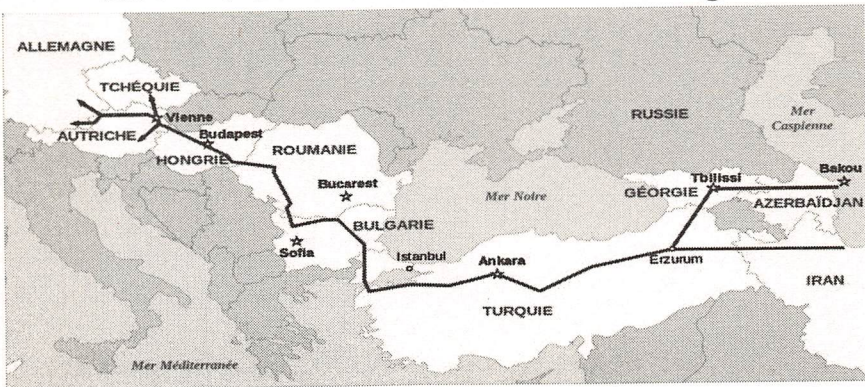 ALLEMAGNE
TCHÉQUIE
Vienne
AUTRICHE
Budapest
HONGRIE
ROUMANIE
Bucarest
BULGARIE
Sofia
Istanbul
Ankara
TURQUIE
Mer Noire
RUSSIE
Mer
Caspienne
Tbilissi
GÉORGIE
Bakou
AZERBAÏDJAN
Erzurum
IRAN
Mer Méditerranée